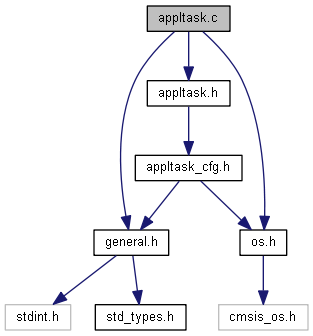 appltask.c
appltask.h
appltask_cfg.h
general.h
os.h
stdint.h
std_types.h
cmsis_os.h